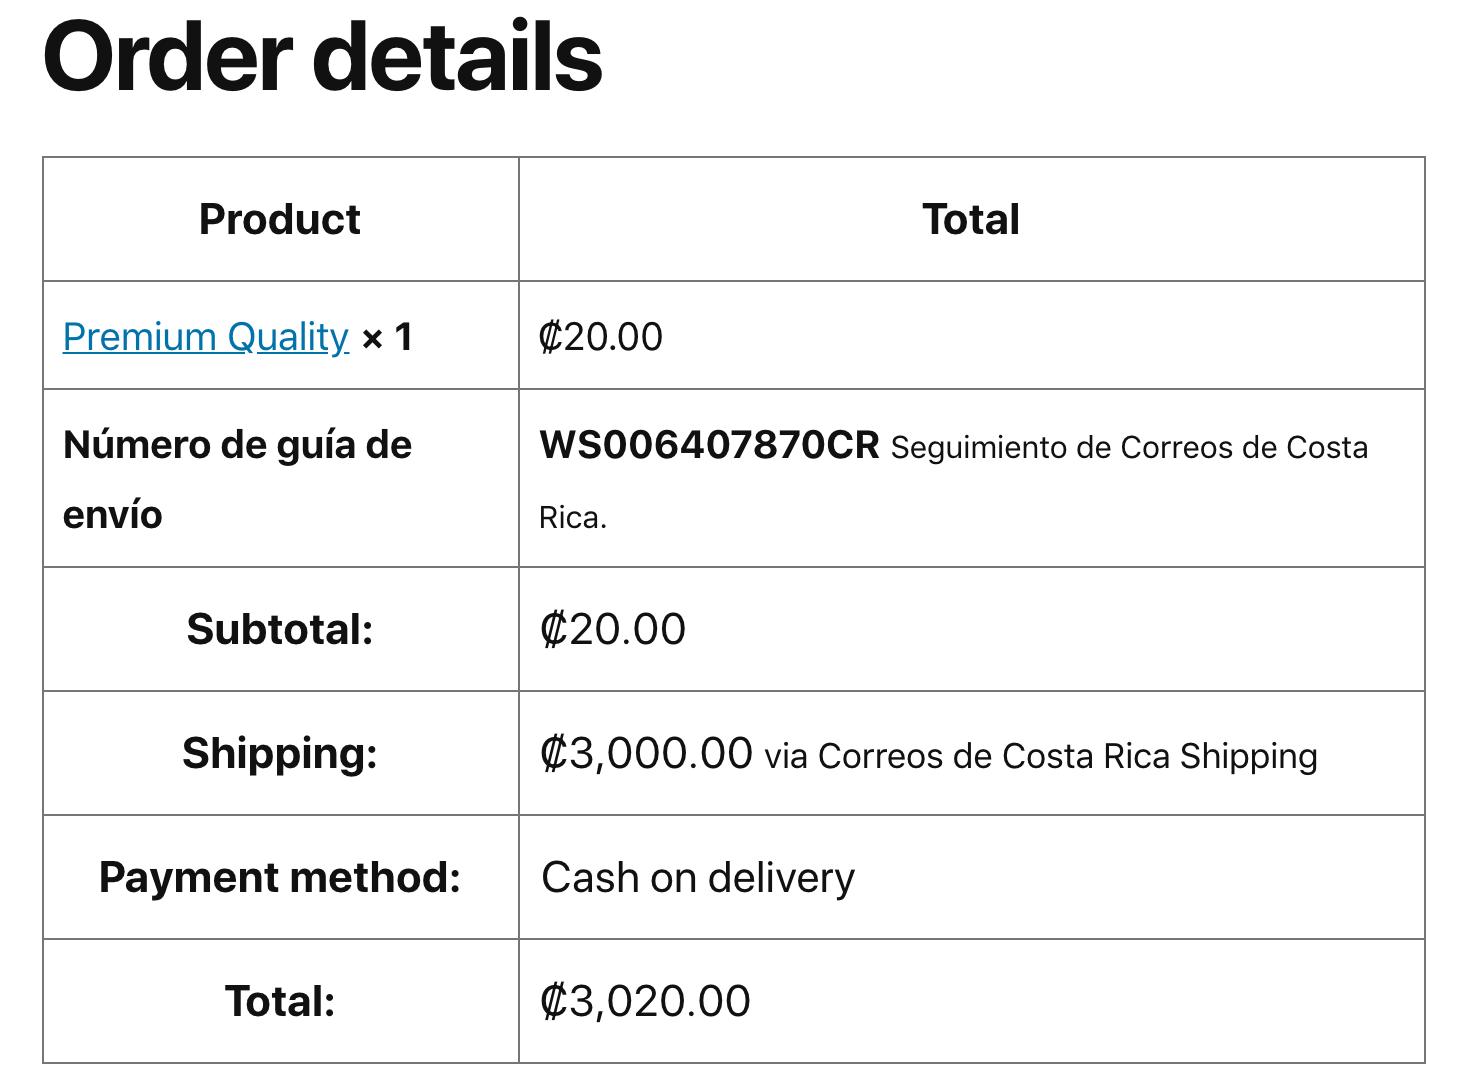 Order details
Product Total
Premium Quality × 1 ₡20.00
Número de guía de envío
WS006407870CR Seguimiento de Correos de Costa
Rica.
Subtotal: ₡20.00
Shipping: ₡3,000.00 via Correos de Costa Rica Shipping
Payment method: Cash on delivery
Total: ₡3,020.00